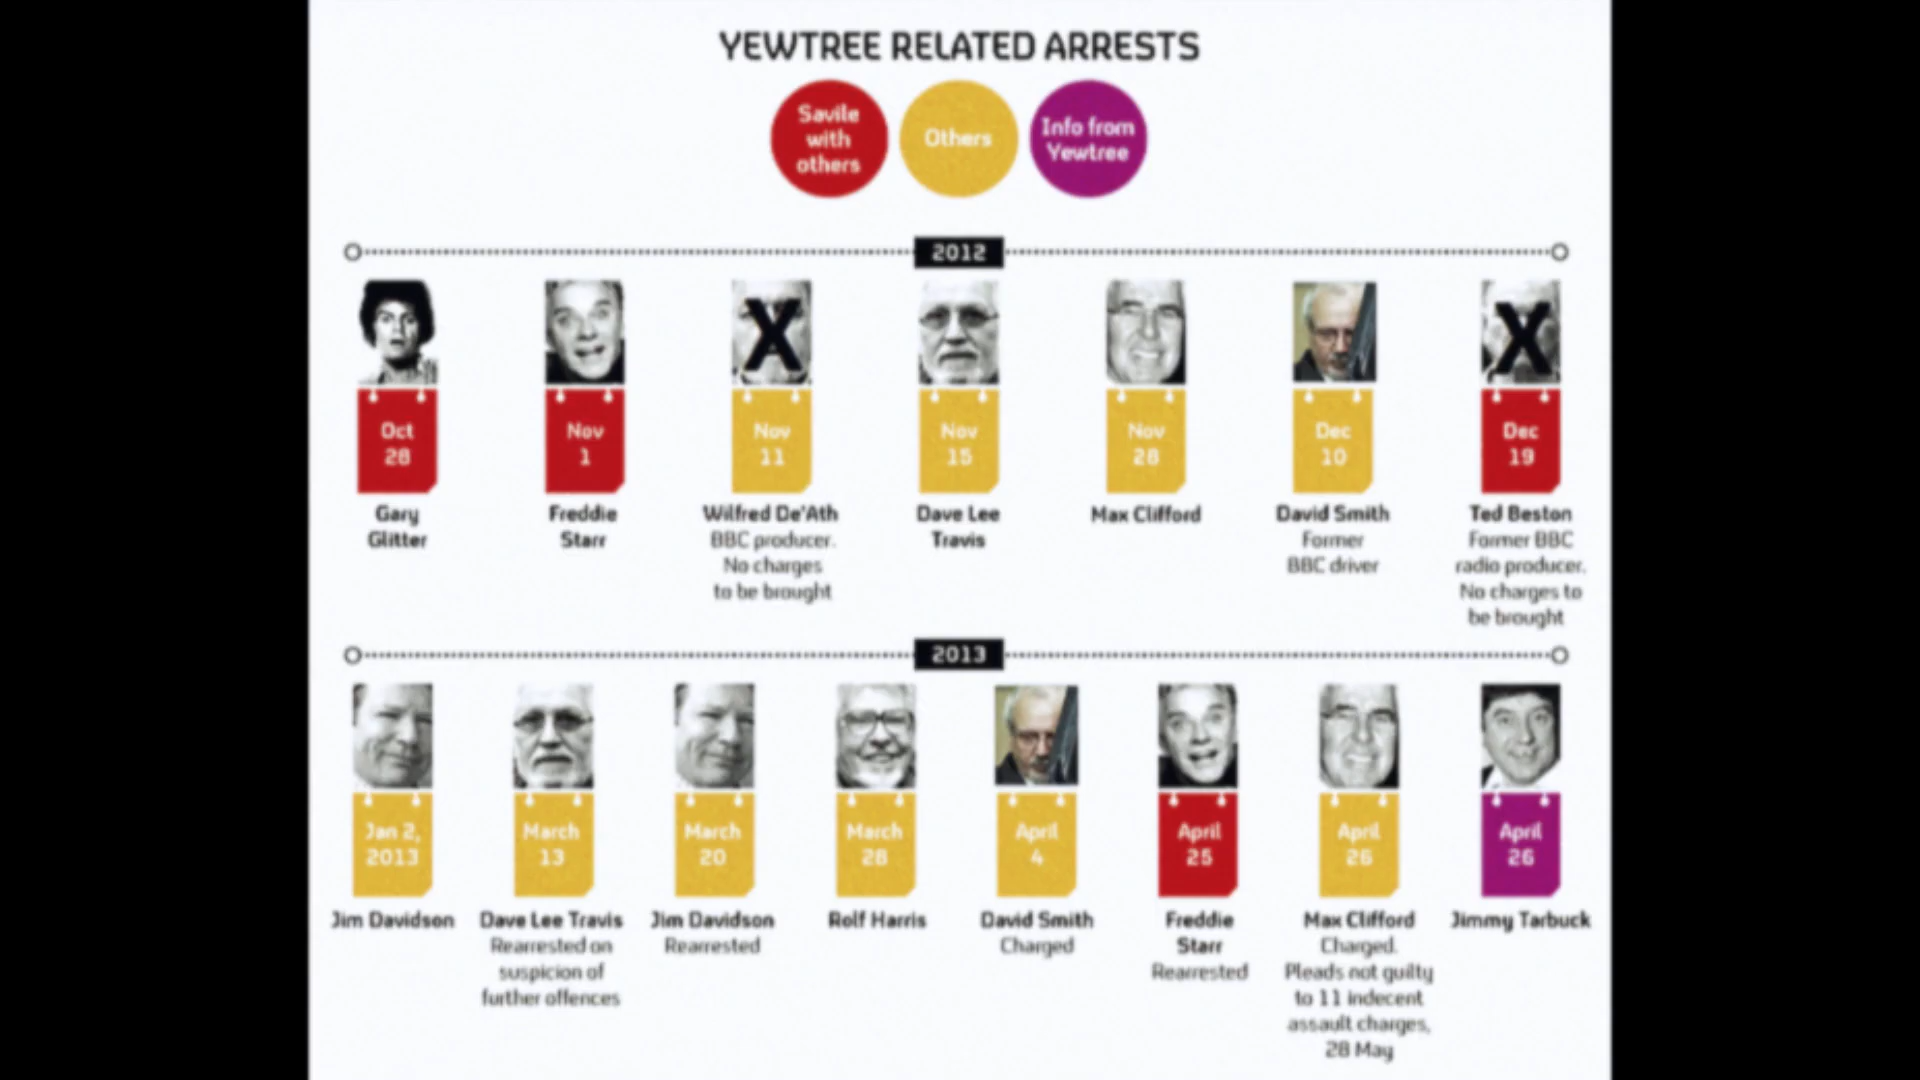 YEWTREE RELATED ARRESTS
Savile
with
others
Others
Info from
Yewtree
2012
X
X
Oct
28
Nov
1
Nov
11
Nov
15
Nov
28
Dec
10
Dec
19
Gary
Glitter
Freddie
Starr
Wilfred De'Ath
BBC producer.
No charges
to be brought
Dave Lee
Travis
Max Clifford
David Smith
Former
BBC driver
Ted Beston
Former BBC
radio producer.
No charges to
be brought
2013
Jan 2,
2013
March
13
March
20
March
28
April
4
April
25
April
26
April
26
Jim Davidson
Dave Lee Travis
Rearrested on
suspicion of
further offences
Jim Davidson
Rearrested
Rolf Harris
David Smith
Charged
Freddie
Starr
Rearrested
Max Clifford
Charged.
Pleads not guilty
to 11 indecent
assault charges,
28 May
Jimmy Tarbuck